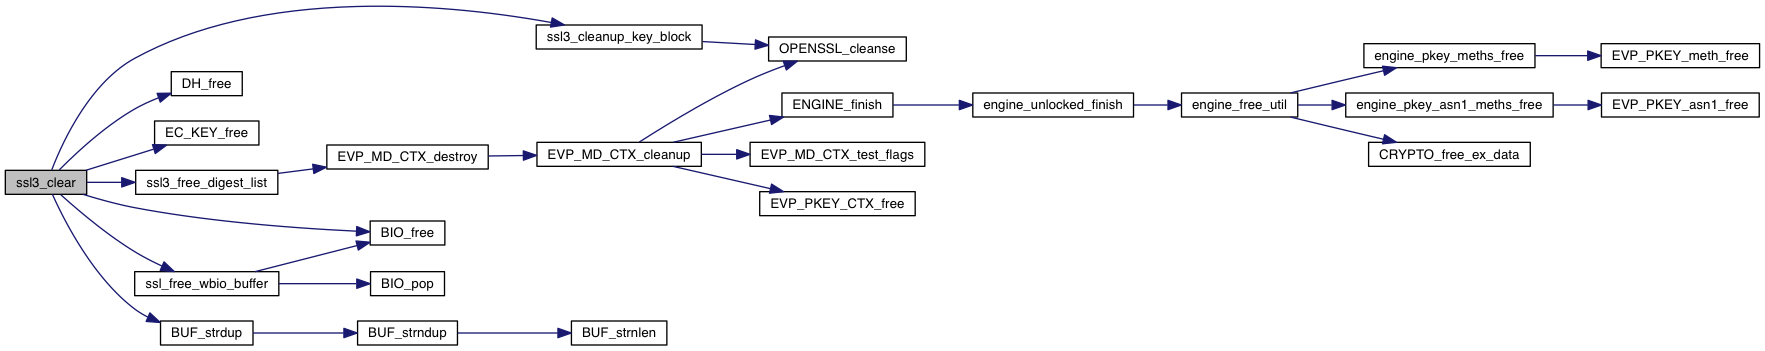 ssl3_cleanup_key_block
OPENSSL_cleanse
engine_pkey_meths_free
EVP_PKEY_meth_free
DH_free
ENGINE_finish
engine_unlocked_finish
engine_free_util
engine_pkey_asn1_meths_free
EVP_PKEY_asn1_free
EC_KEY_free
EVP_MD_CTX_destroy
EVP_MD_CTX_cleanup
EVP_MD_CTX_test_flags
CRYPTO_free_ex_data
ssl3_clear
ssl3_free_digest_list
EVP_PKEY_CTX_free
BIO_free
ssl_free_wbio_buffer
BIO_pop
BUF_strdup
BUF_strndup
BUF_strnlen